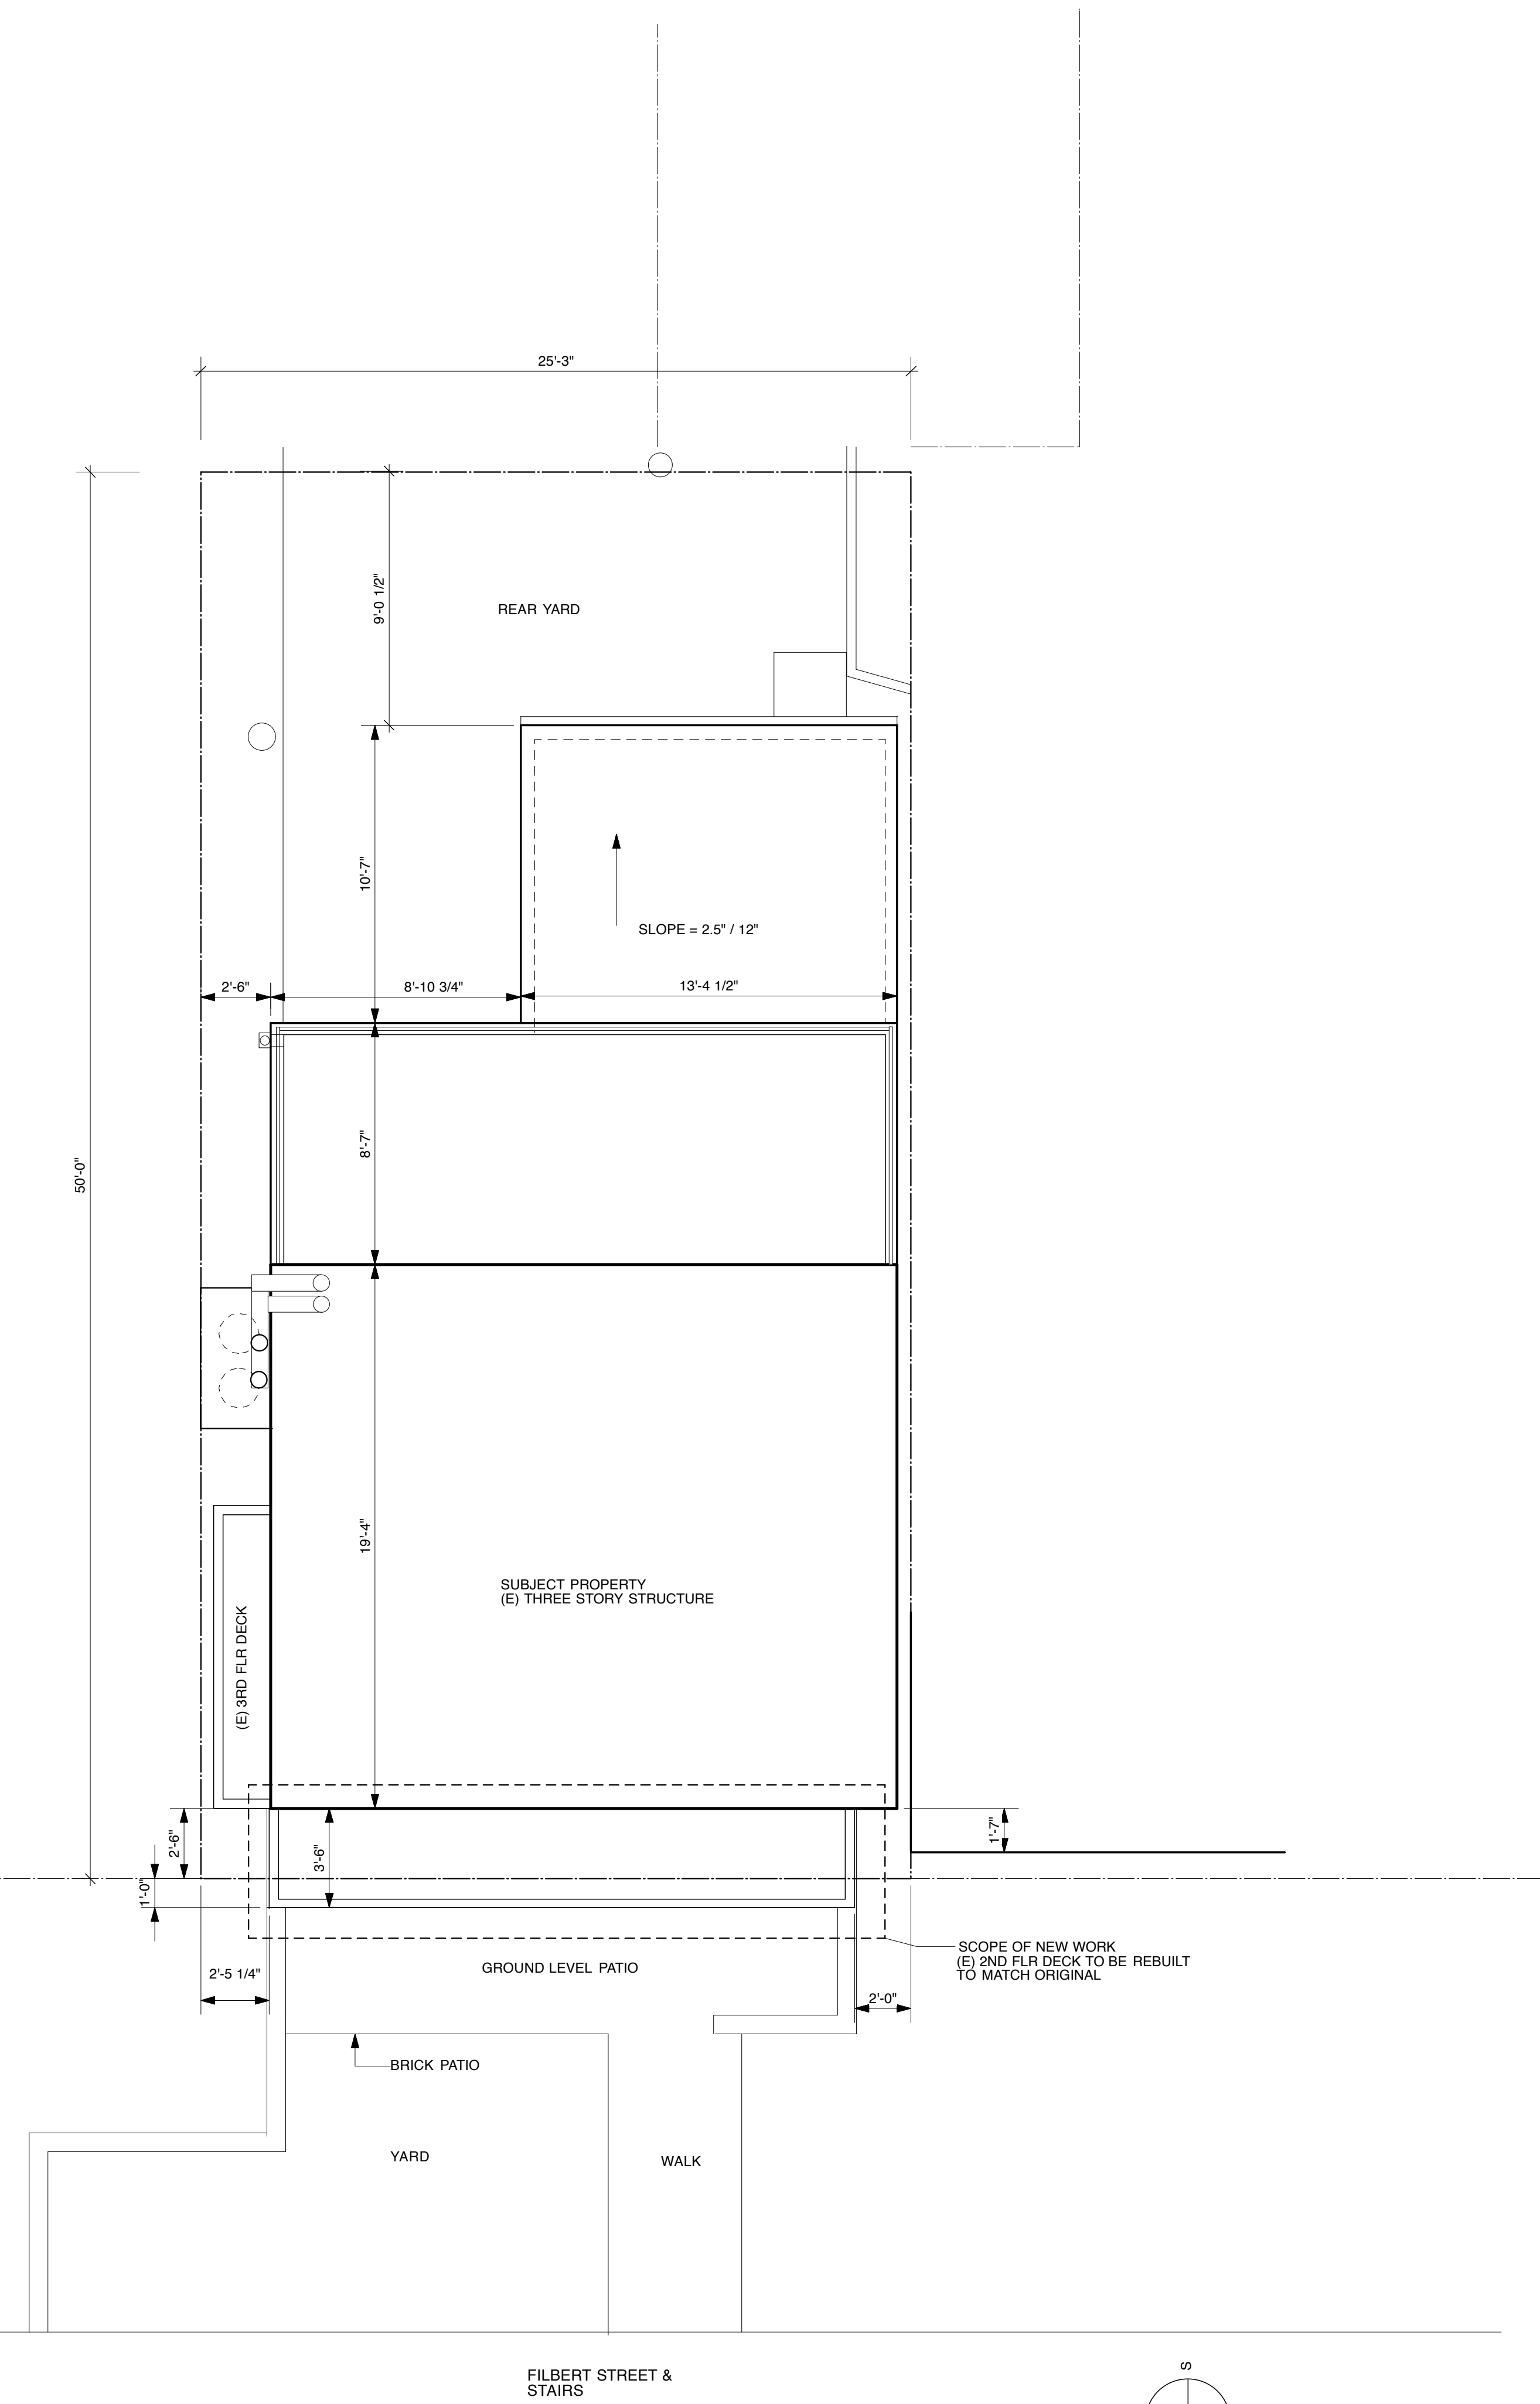 25'-3"
9'-0 1/2"
REAR YARD
10'-7"
SLOPE = 2.5" / 12"
2'-6"
8'-10 3/4"
13'-4 1/2"
8'-7"
50'-0"
19'-4"
SUBJECT PROPERTY
(E) THREE STORY STRUCTURE
(E) 3RD FLR DECK
2'-6"
3'-6"
1'-7"
1'-0"
SCOPE OF NEW WORK
(E) 2ND FLR DECK TO BE REBUILT
TO MATCH ORIGINAL
GROUND LEVEL PATIO
2'-5 1/4"
2'-0"
BRICK PATIO
YARD
WALK
FILBERT STREET &
STAIRS
S